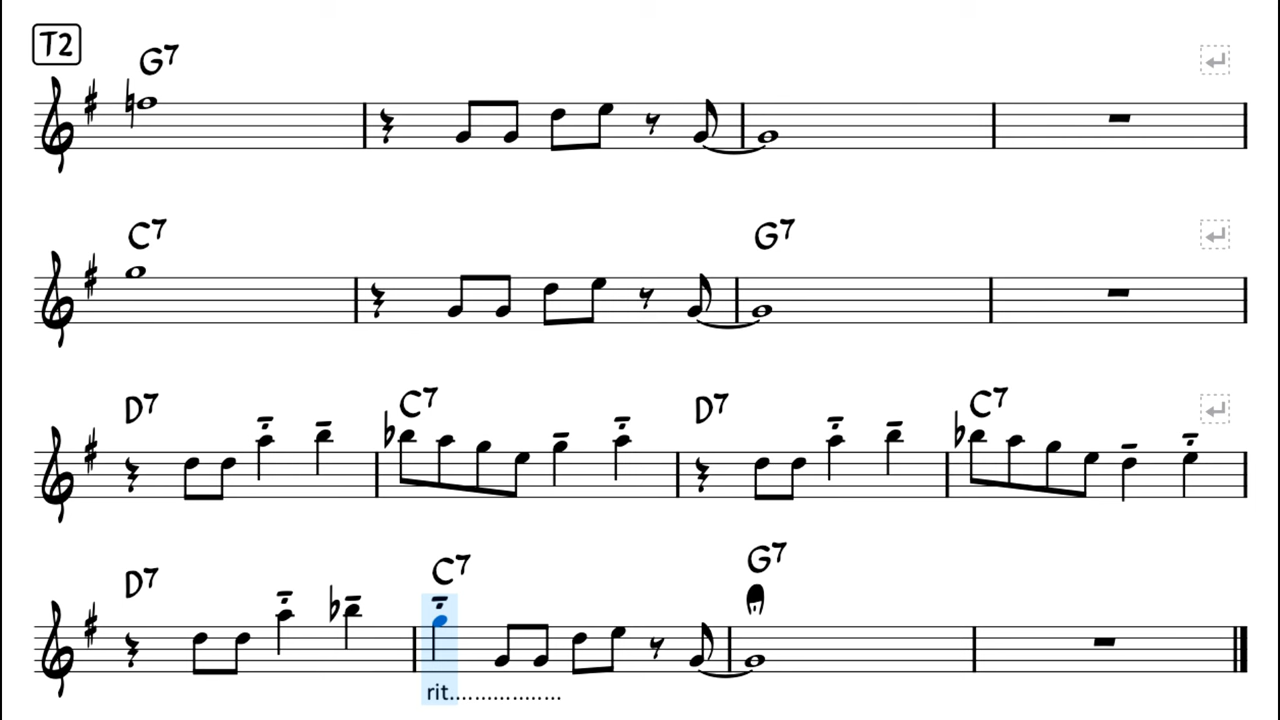 T2
G7
C7 G7
D7 C7 D7 C7
D7 C7 G7
rit................